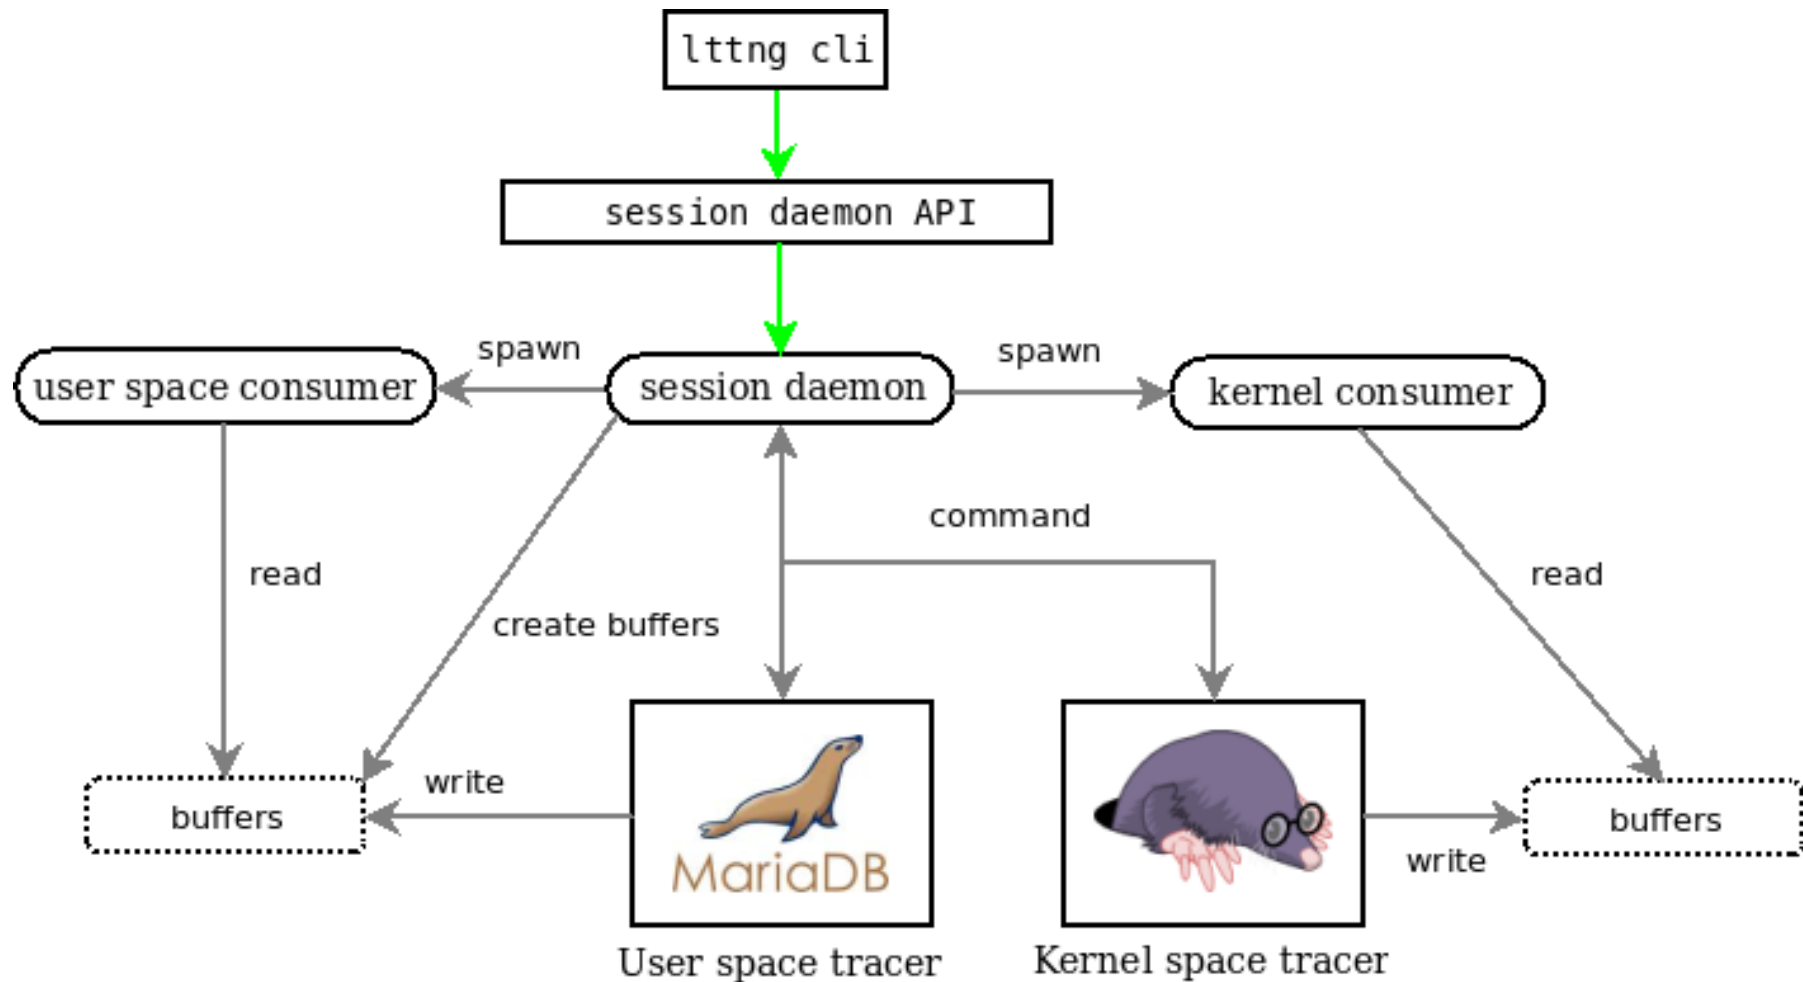 lttng cli
session daemon API
spawn
spawn
user space consumer
session daemon
kernel consumer
command
read
read
create buffers
write
buffers
buffers
MariaDB
write
User space tracer
Kernel space tracer